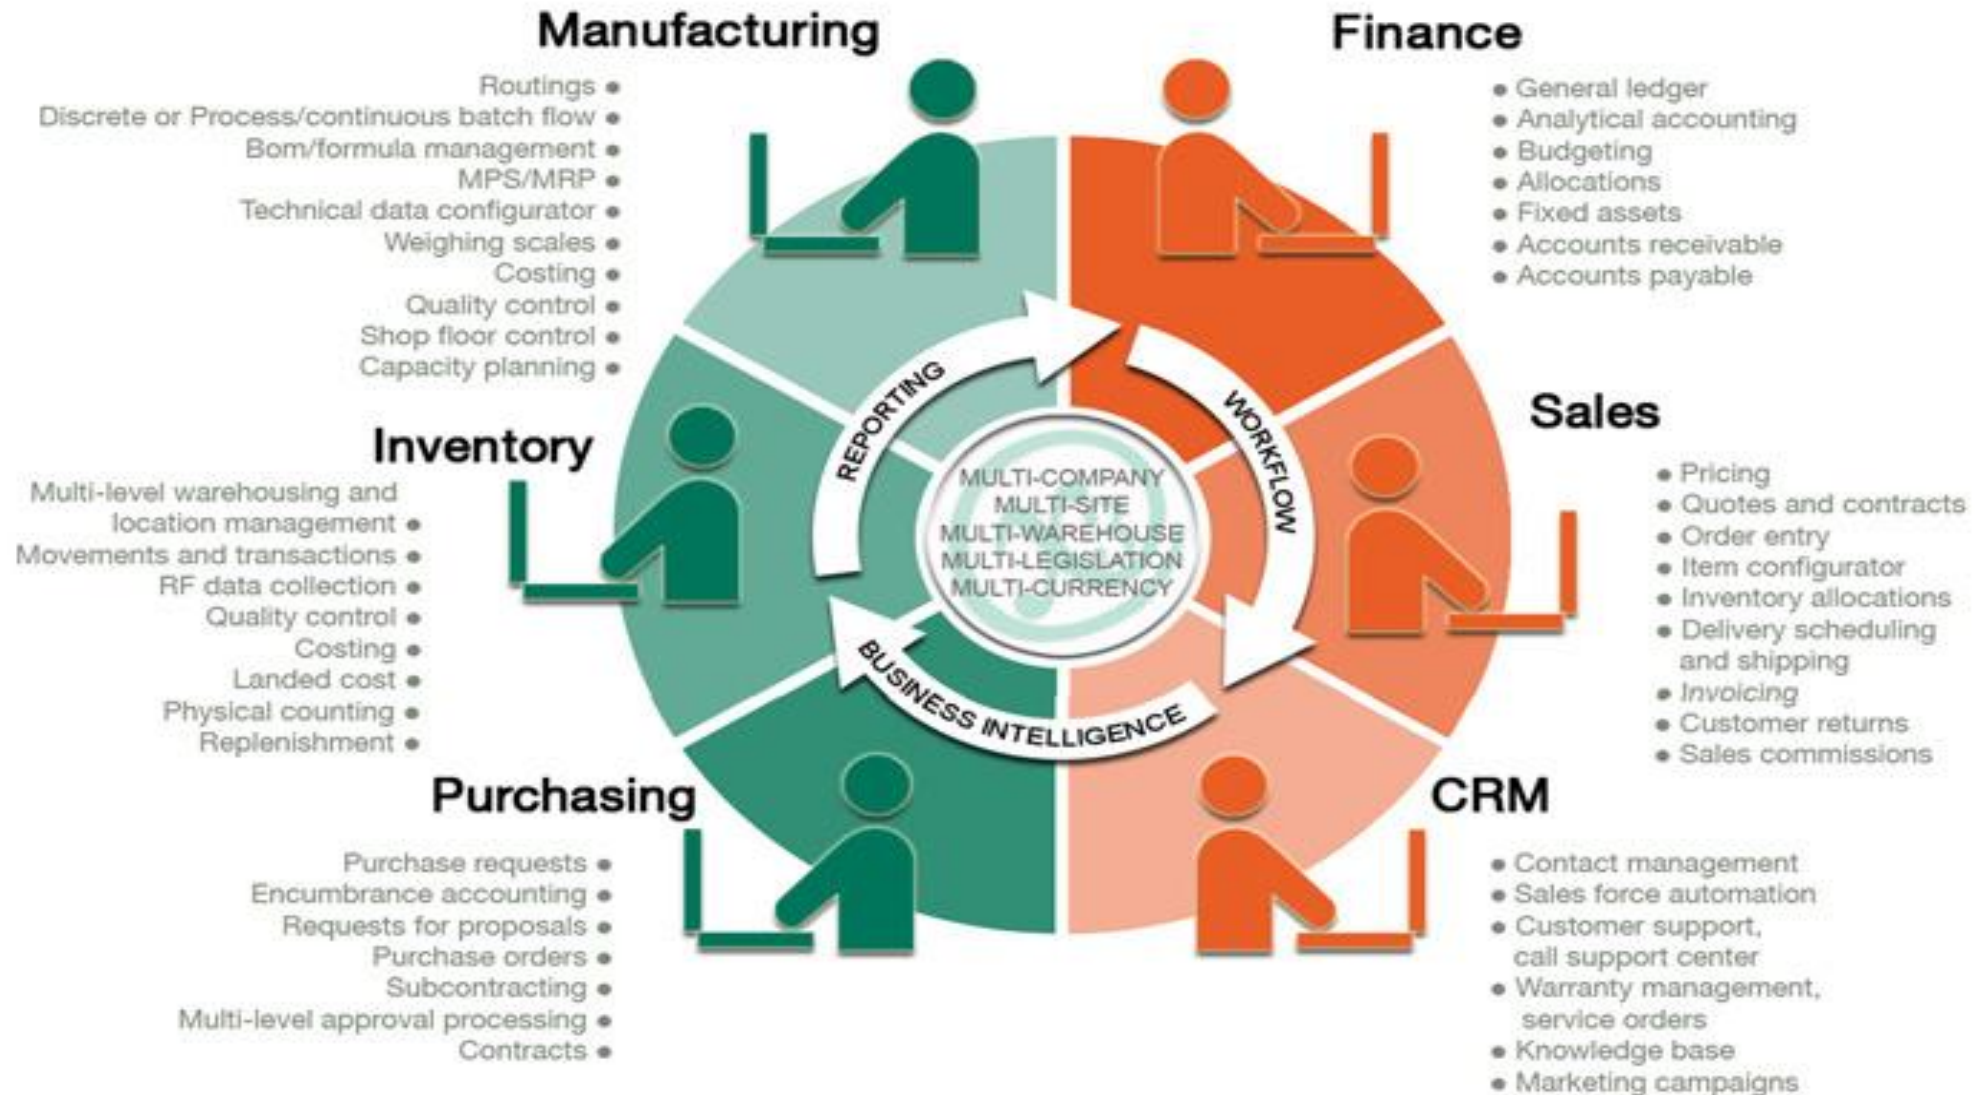 Manufacturing
Routings •
Discrete or Process/continuous batch flow •
Bom/formula management •
MPS/MRP •
Technical data configurator •
Weighing scales •
Costing •
Quality control •
Shop floor control •
Capacity planning •
Finance
• General ledger
• Analytical accounting
• Budgeting
• Allocations
• Fixed assets
• Accounts receivable
• Accounts payable
Inventory
Multi-level warehousing and
location management •
Movements and transactions •
RF data collection •
Quality control •
Costing •
Landed cost •
Physical counting •
Replenishment •
REPORTING
WORKFLOW
BUSINESS INTELLIGENCE
MULTI-COMPANY
MULTI-SITE
MULTI-WAREHOUSE
MULTI-LEGISLATION
MULTI-CURRENCY
Sales
• Pricing
• Quotes and contracts
• Order entry
• Item configurator
• Inventory allocations
• Delivery scheduling
and shipping
• Invoicing
• Customer returns
• Sales commissions
Purchasing
Purchase requests •
Encumbrance accounting •
Requests for proposals •
Purchase orders •
Subcontracting •
Multi-level approval processing •
Contracts •
CRM
• Contact management
• Sales force automation
• Customer support,
call support center
• Warranty management,
service orders
• Knowledge base
• Marketing campaigns